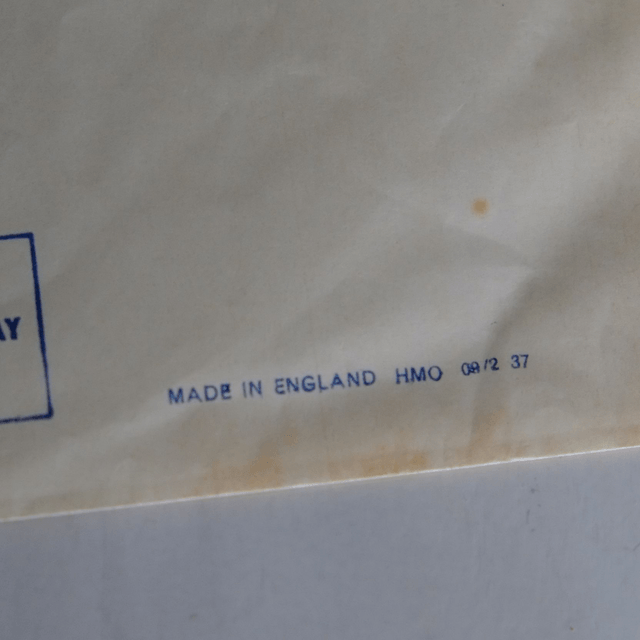 AY
MADE IN ENGLAND HMO 09/2 37